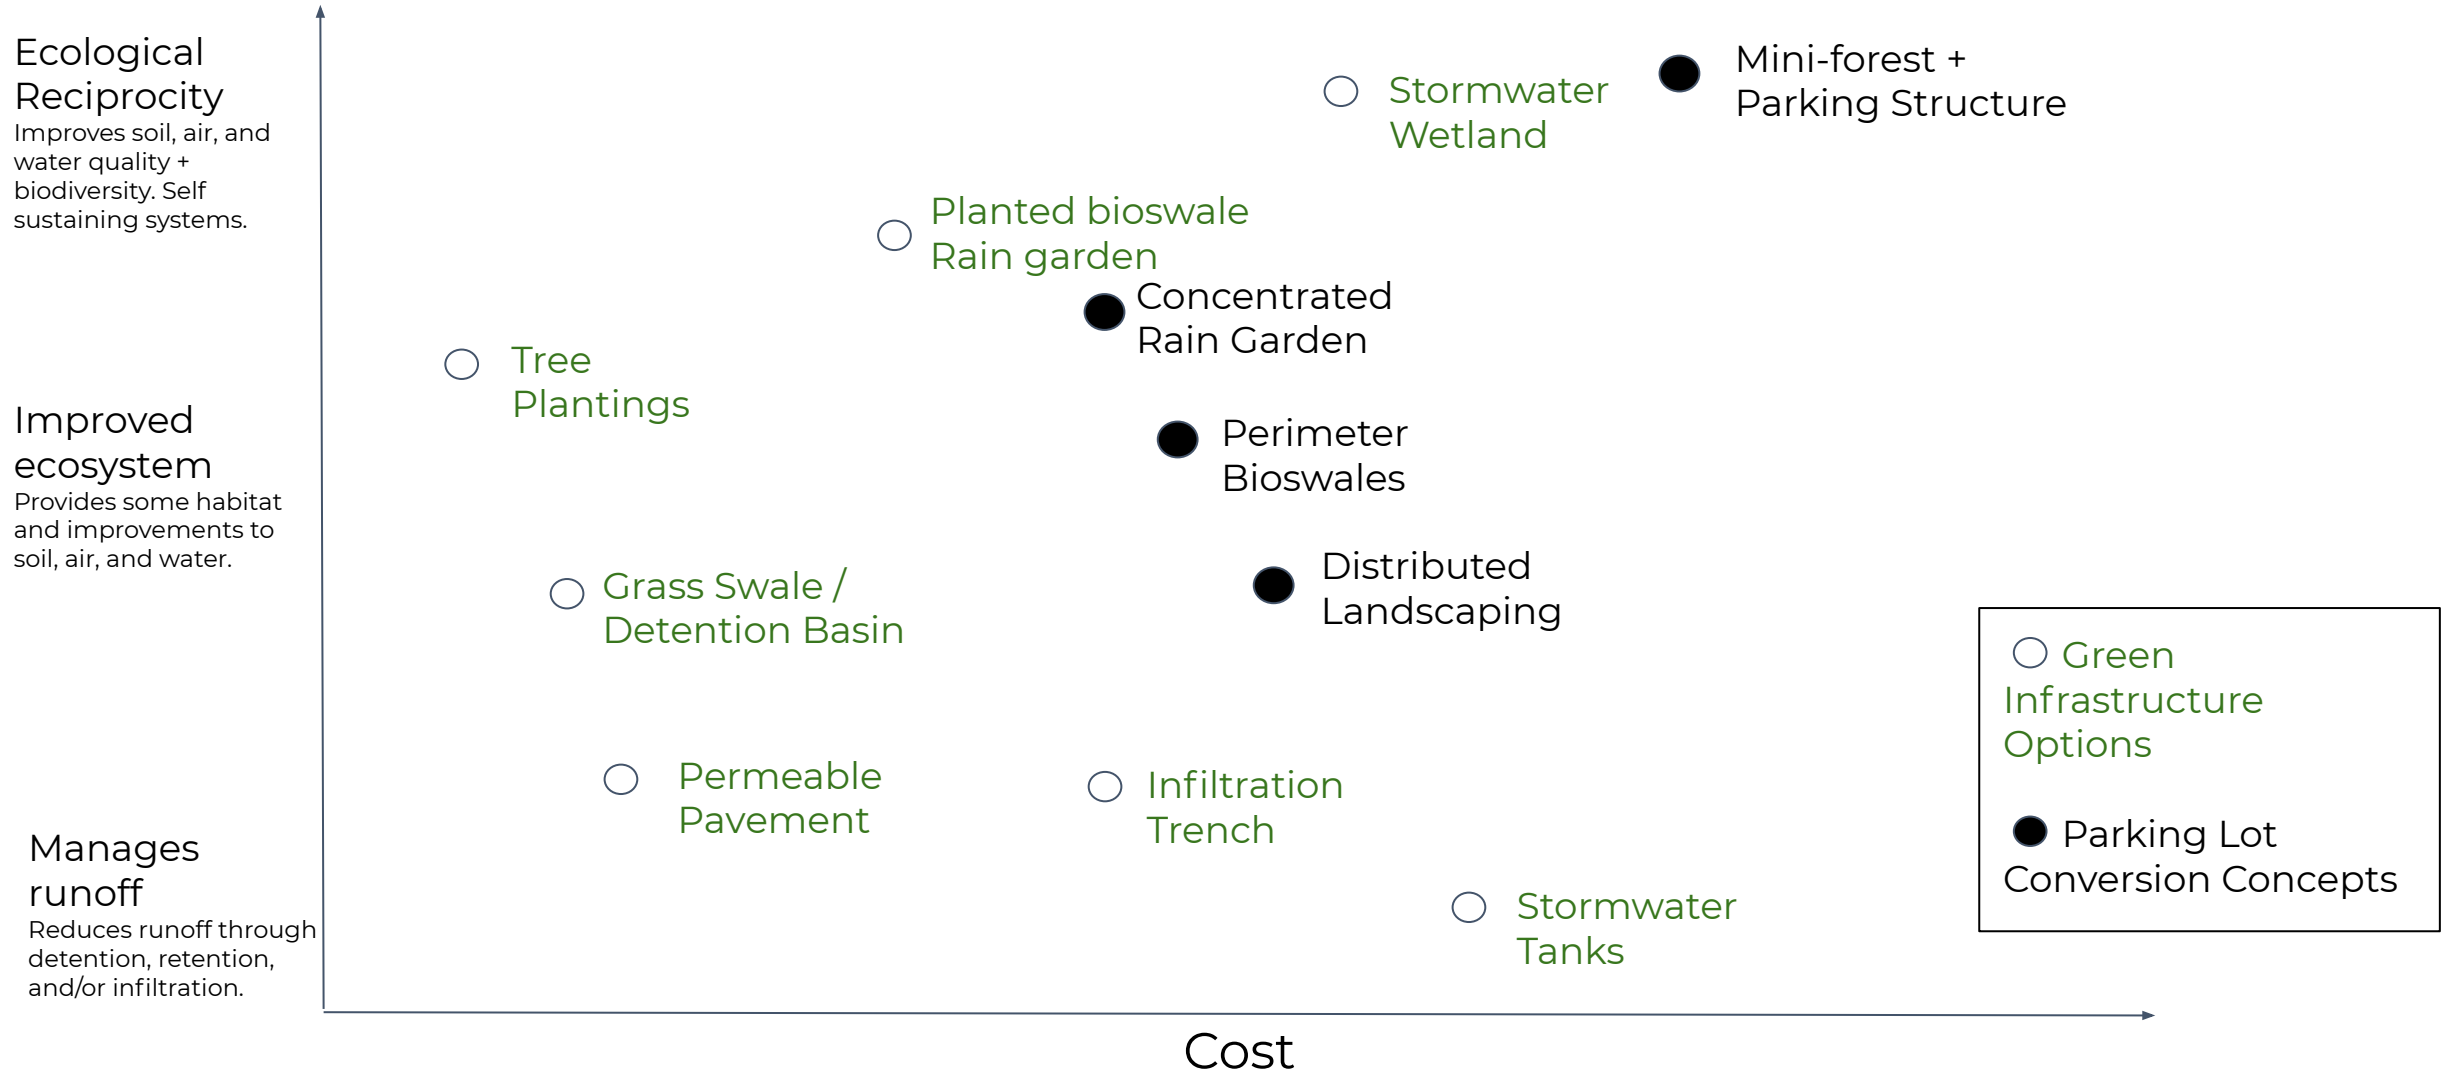 Ecological
Reciprocity
Improves soil, air, and
water quality +
biodiversity. Self
sustaining systems.
Improved
ecosystem
Provides some habitat
and improvements to
soil, air, and water.
Manages
runoff
Reduces runoff through
detention, retention,
and/or infiltration.
Stormwater
Wetland
Mini-forest +
Parking Structure
Planted bioswale
Rain garden
Concentrated
Rain Garden
Tree
Plantings
Perimeter
Bioswales
Distributed
Landscaping
Grass Swale /
Detention Basin
Permeable
Pavement
Infiltration
Trench
Stormwater
Tanks
Green
Infrastructure
Options
Parking Lot
Conversion Concepts
Cost